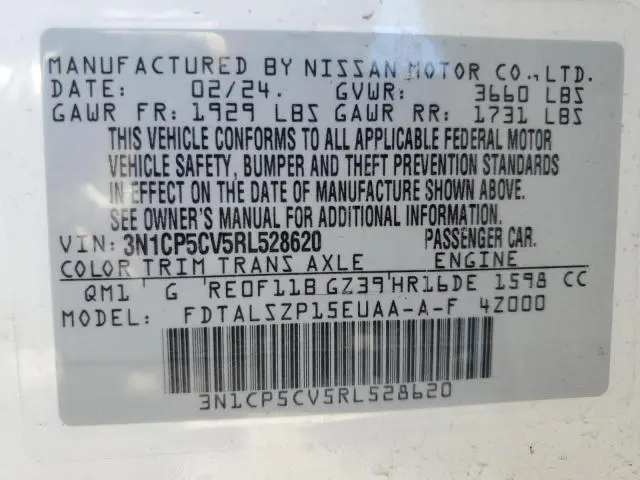 MANUFACTURED BY NISSAN MOTOR CO., LTD.
DATE: 02/24. GVWR: 3660 LBS
GAWR FR: 1929 LBS GAWR RR: 1731 LBS
THIS VEHICLE CONFORMS TO ALL APPLICABLE FEDERAL MOTOR
VEHICLE SAFETY, BUMPER AND THEFT PREVENTION STANDARDS
IN EFFECT ON THE DATE OF MANUFACTURE SHOWN ABOVE.
SEE OWNER'S MANUAL FOR ADDITIONAL INFORMATION.
VIN: 3N1CP5CV5RL528620 PASSENGER CAR.
COLOR TRIM TRANS AXLE ENGINE
QM1 G RE0F11B GZ39 HR16DE 1598 CC
MODEL: FDTALSZP15EUAA-A-F 4Z000
3N1CP5CV5RL528620